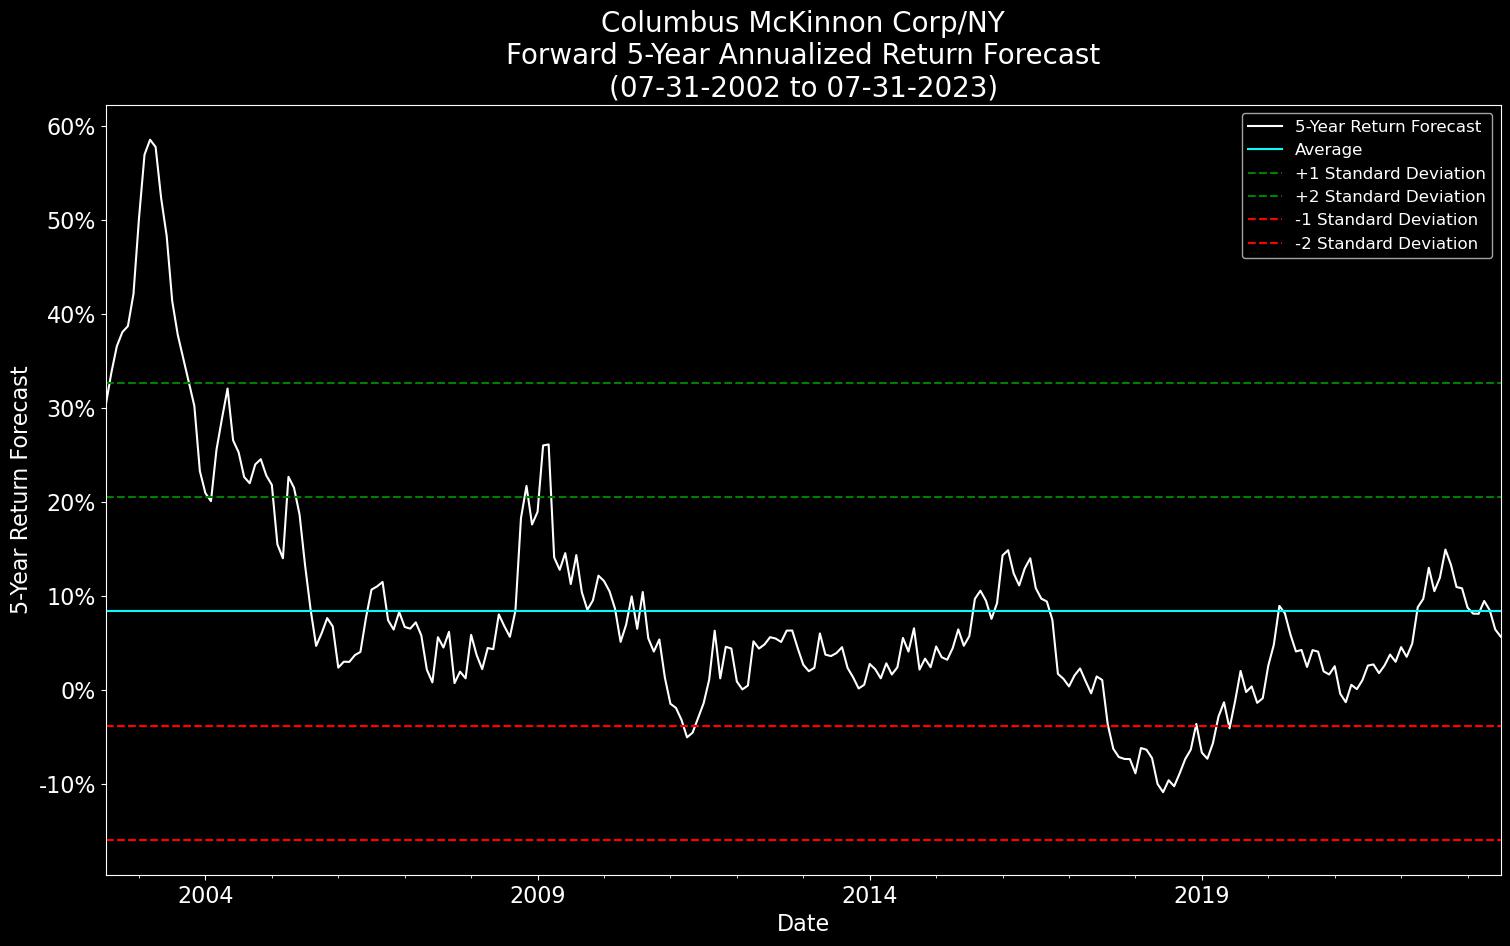 Columbus McKinnon Corp/NY
Forward 5-Year Annualized Return Forecast
(07-31-2002 to 07-31-2023)
5-Year Return Forecast
60%
50%
40%
30%
20%
10%
0%
-10%
5-Year Return Forecast
Average
+1 Standard Deviation
+2 Standard Deviation
-1 Standard Deviation
-2 Standard Deviation
2004
2009
2014
2019
Date